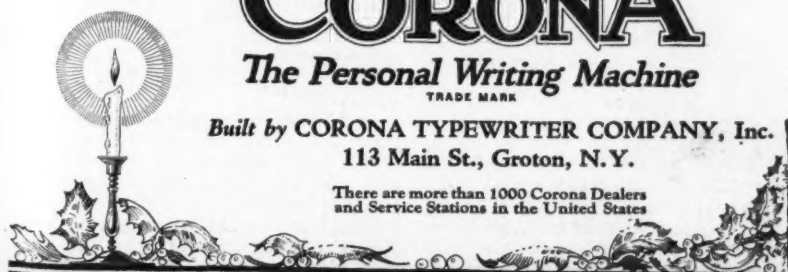 CORONA
The Personal Writing Machine
TRADE MARK
Built by CORONA TYPEWRITER COMPANY, Inc.
113 Main St., Groton, N.Y.
There are more than 1000 Corona Dealers
and Service Stations in the United States